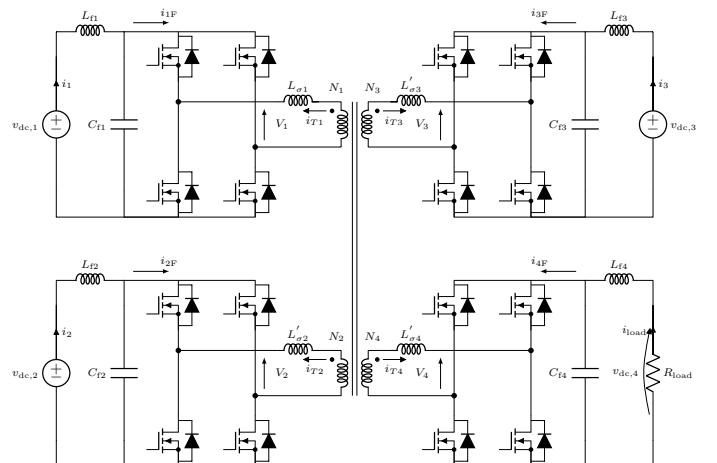 L_f1 i_1F i_3F L_f3
i_1 L_σ1 N_1 N_3 L'_σ3 i_3
v_dc,1 C_f1 V_1 i_T1 i_T3 V_3 C_f3 v_dc,3
L_f2 i_2F i_4F L_f4
i_2 L'_σ2 N_2 N_4 L'_σ4 i_load
v_dc,2 C_f2 V_2 i_T2 i_T4 V_4 C_f4 v_dc,4 R_load